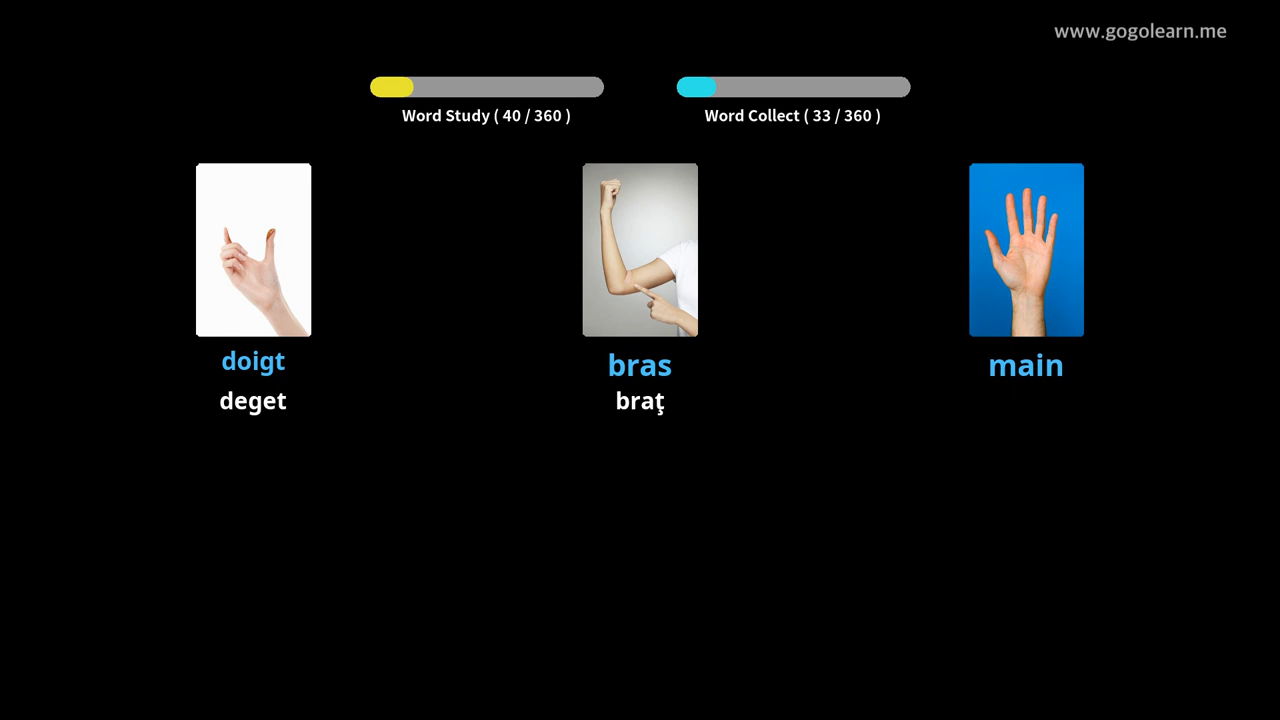 www.gogolearn.me
Word Study ( 40 / 360 )
Word Collect ( 33 / 360 )
doigt
deget
bras
braţ
main